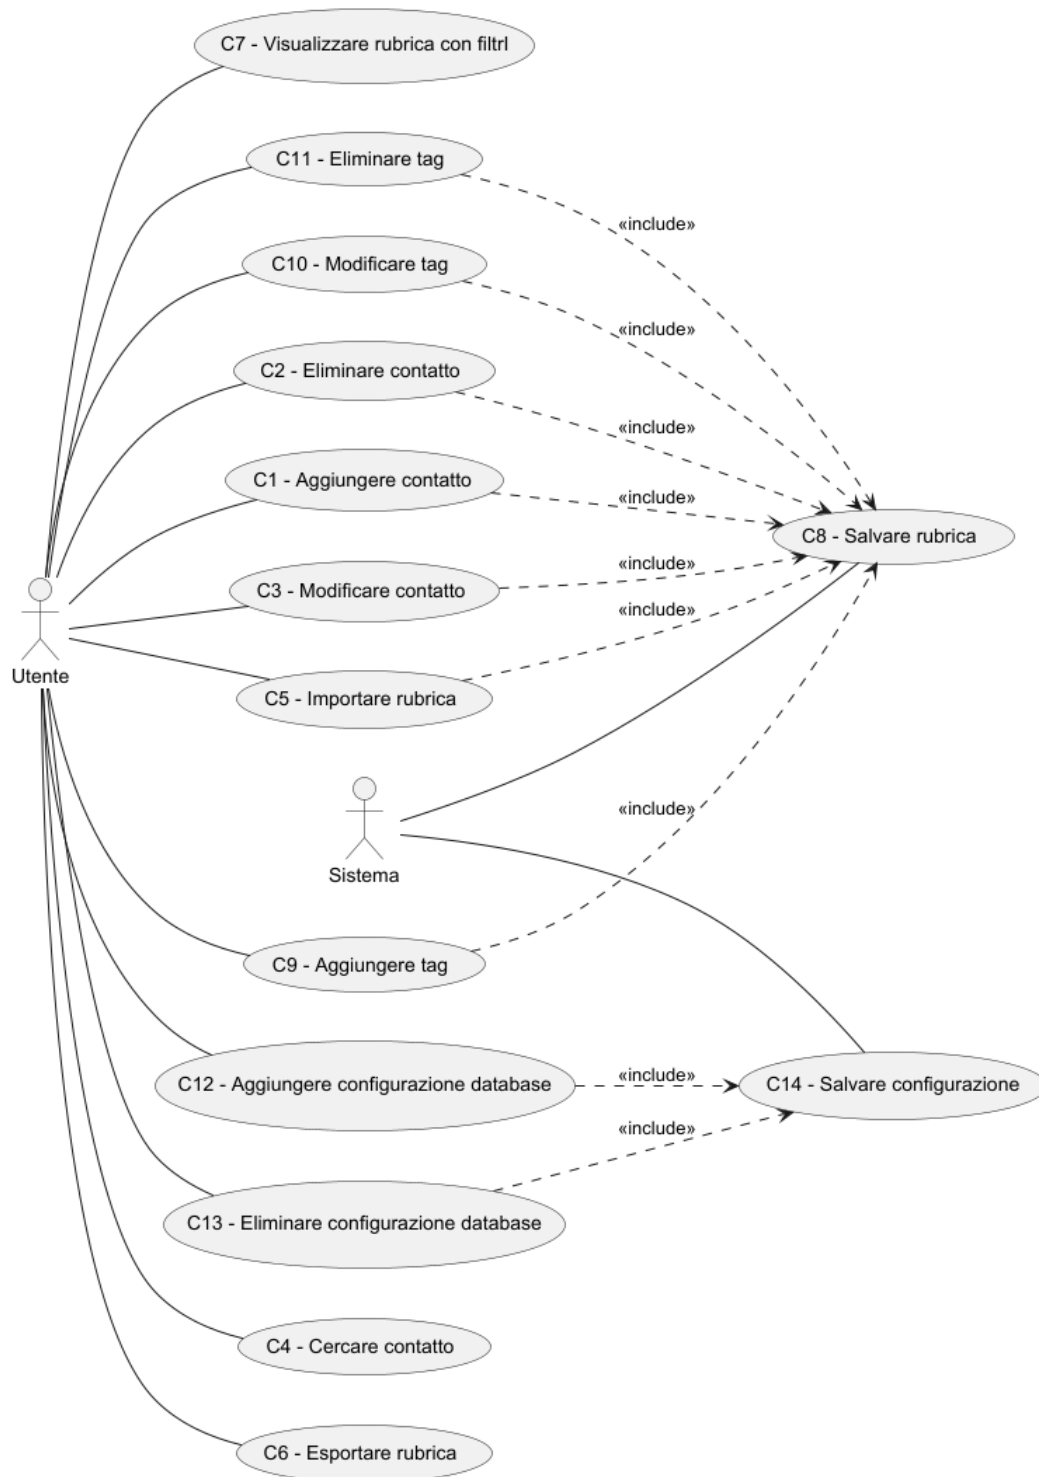 C7 - Visualizzare rubrica con filtrI
C11 - Eliminare tag
«include»
C10 - Modificare tag
«include»
C2 - Eliminare contatto
«include»
C1 - Aggiungere contatto
«include»
C8 - Salvare rubrica
«include»
C3 - Modificare contatto
«include»
Utente
C5 - Importare rubrica
«include»
Sistema
C9 - Aggiungere tag
«include»
C12 - Aggiungere configurazione database
C14 - Salvare configurazione
«include»
C13 - Eliminare configurazione database
C4 - Cercare contatto
C6 - Esportare rubrica